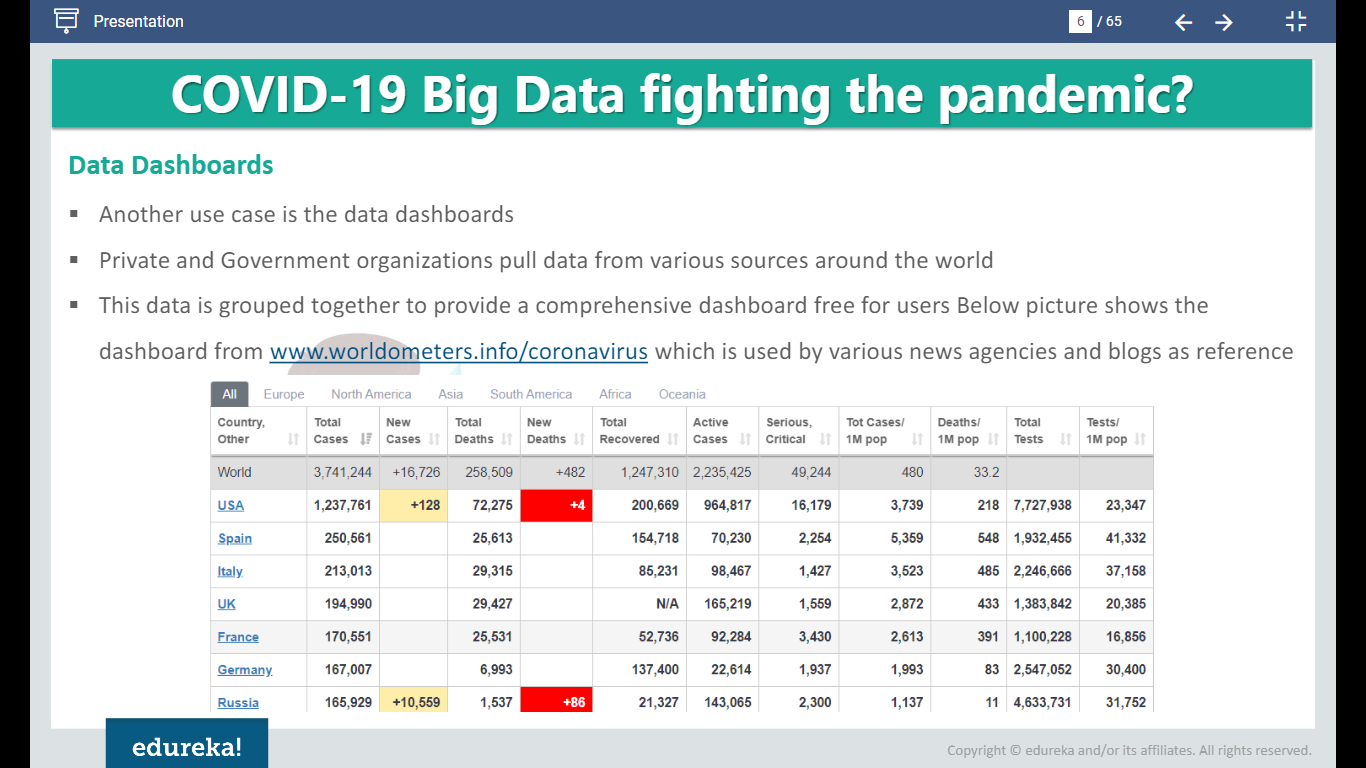 Presentation
6 / 65
COVID-19 Big Data fighting the pandemic?
Data Dashboards
▪ Another use case is the data dashboards
▪ Private and Government organizations pull data from various sources around the world
▪ This data is grouped together to provide a comprehensive dashboard free for users Below picture shows the
dashboard from www.worldometers.info/coronavirus which is used by various news agencies and blogs as reference
All Europe North America Asia South America Africa Oceania
Country, Total New Total New Total Active Serious, Tot Cases/ Deaths/ Total Tests/
Other Cases Cases Deaths Deaths Recovered Cases Critical 1M pop 1M pop Tests 1M pop
World 3,741,244 +16,726 258,509 +482 1,247,310 2,235,425 49,244 480 33.2
USA 1,237,761 +128 72,275 +4 200,669 964,817 16,179 3,739 218 7,727,938 23,347
Spain 250,561 25,613 154,718 70,230 2,254 5,359 548 1,932,455 41,332
Italy 213,013 29,315 85,231 98,467 1,427 3,523 485 2,246,666 37,158
UK 194,990 29,427 N/A 165,219 1,559 2,872 433 1,383,842 20,385
France 170,551 25,531 52,736 92,284 3,430 2,613 391 1,100,228 16,856
Germany 167,007 6,993 137,400 22,614 1,937 1,993 83 2,547,052 30,400
Russia 165,929 +10,559 1,537 +86 21,327 143,065 2,300 1,137 11 4,633,731 31,752
edureka!
Copyright © edureka and/or its affiliates. All rights reserved.